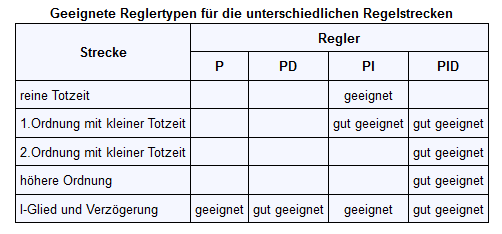 Geeignete Reglertypen für die unterschiedlichen Regelstrecken
Strecke Regler
P PD PI PID
reine Totzeit geeignet
1.Ordnung mit kleiner Totzeit gut geeignet gut geeignet
2.Ordnung mit kleiner Totzeit gut geeignet
höhere Ordnung gut geeignet
I-Glied und Verzögerung geeignet gut geeignet geeignet gut geeignet